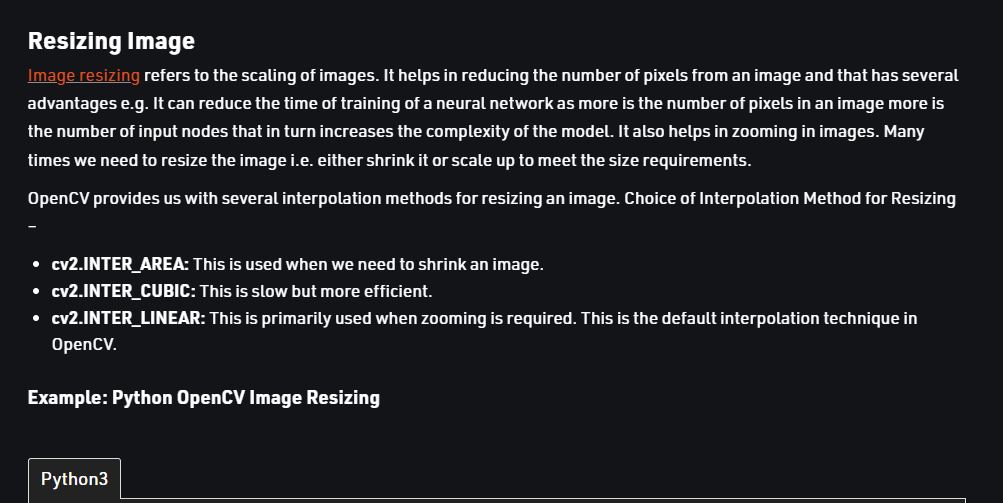 Resizing Image
Image resizing refers to the scaling of images. It helps in reducing the number of pixels from an image and that has several
advantages e.g. It can reduce the time of training of a neural network as more is the number of pixels in an image more is
the number of input nodes that in turn increases the complexity of the model. It also helps in zooming in images. Many
times we need to resize the image i.e. either shrink it or scale up to meet the size requirements.
OpenCV provides us with several interpolation methods for resizing an image. Choice of Interpolation Method for Resizing
–
• cv2.INTER_AREA: This is used when we need to shrink an image.
• cv2.INTER_CUBIC: This is slow but more efficient.
• cv2.INTER_LINEAR: This is primarily used when zooming is required. This is the default interpolation technique in
OpenCV.
Example: Python OpenCV Image Resizing
Python3